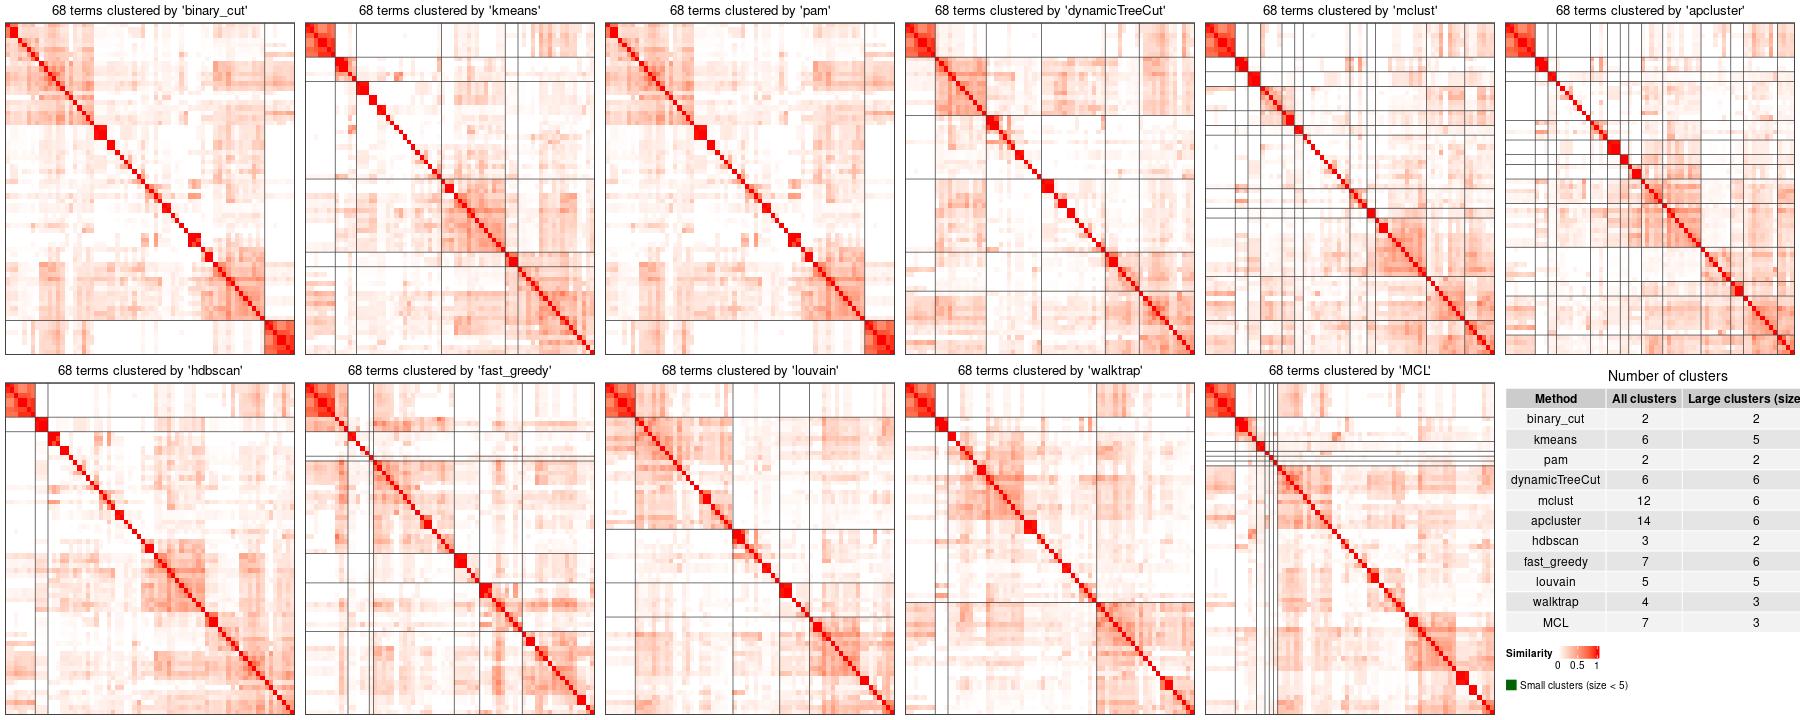 68 terms clustered by 'binary_cut'
68 terms clustered by 'kmeans'
68 terms clustered by 'pam'
68 terms clustered by 'dynamicTreeCut'
68 terms clustered by 'mclust'
68 terms clustered by 'apcluster'
68 terms clustered by 'hdbscan'
68 terms clustered by 'fast_greedy'
68 terms clustered by 'louvain'
68 terms clustered by 'walktrap'
68 terms clustered by 'MCL'
Number of clusters
Method All clusters Large clusters (size
binary_cut 2 2
kmeans 6 5
pam 2 2
dynamicTreeCut 6 6
mclust 12 6
apcluster 14 6
hdbscan 3 2
fast_greedy 7 6
louvain 5 5
walktrap 4 3
MCL 7 3
Similarity
0 0.5 1
Small clusters (size < 5)